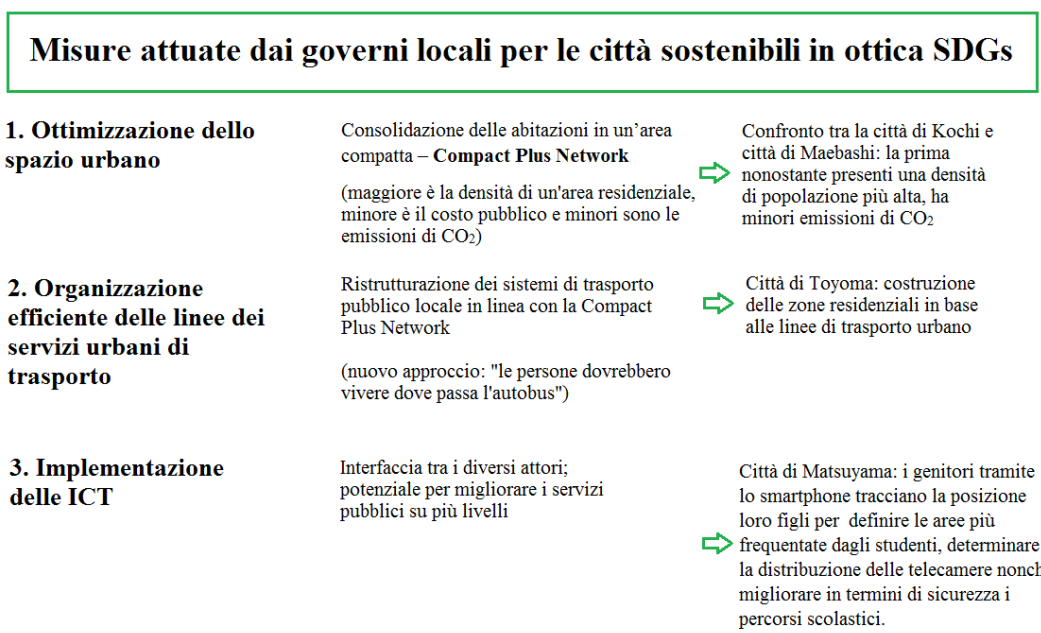 Misure attuate dai governi locali per le città sostenibili in ottica SDGs
1. Ottimizzazione dello
spazio urbano
Consolidazione delle abitazioni in un'area
compatta – Compact Plus Network
(maggiore è la densità di un'area residenziale,
minore è il costo pubblico e minori sono le
emissioni di CO₂)
Confronto tra la città di Kochi e
città di Maebashi: la prima
nonostante presenti una densità
di popolazione più alta, ha
minori emissioni di CO₂
2. Organizzazione
efficiente delle linee dei
servizi urbani di
trasporto
Ristrutturazione dei sistemi di trasporto
pubblico locale in linea con la Compact
Plus Network
(nuovo approccio: "le persone dovrebbero
vivere dove passa l'autobus")
Città di Toyoma: costruzione
delle zone residenziali in base
alle linee di trasporto urbano
3. Implementazione
delle ICT
Interfaccia tra i diversi attori;
potenziale per migliorare i servizi
pubblici su più livelli
Città di Matsuyama: i genitori tramite
lo smartphone tracciano la posizione
loro figli per definire le aree più
frequentate dagli studenti, determinare
la distribuzione delle telecamere nonch
migliorare in termini di sicurezza i
percorsi scolastici.